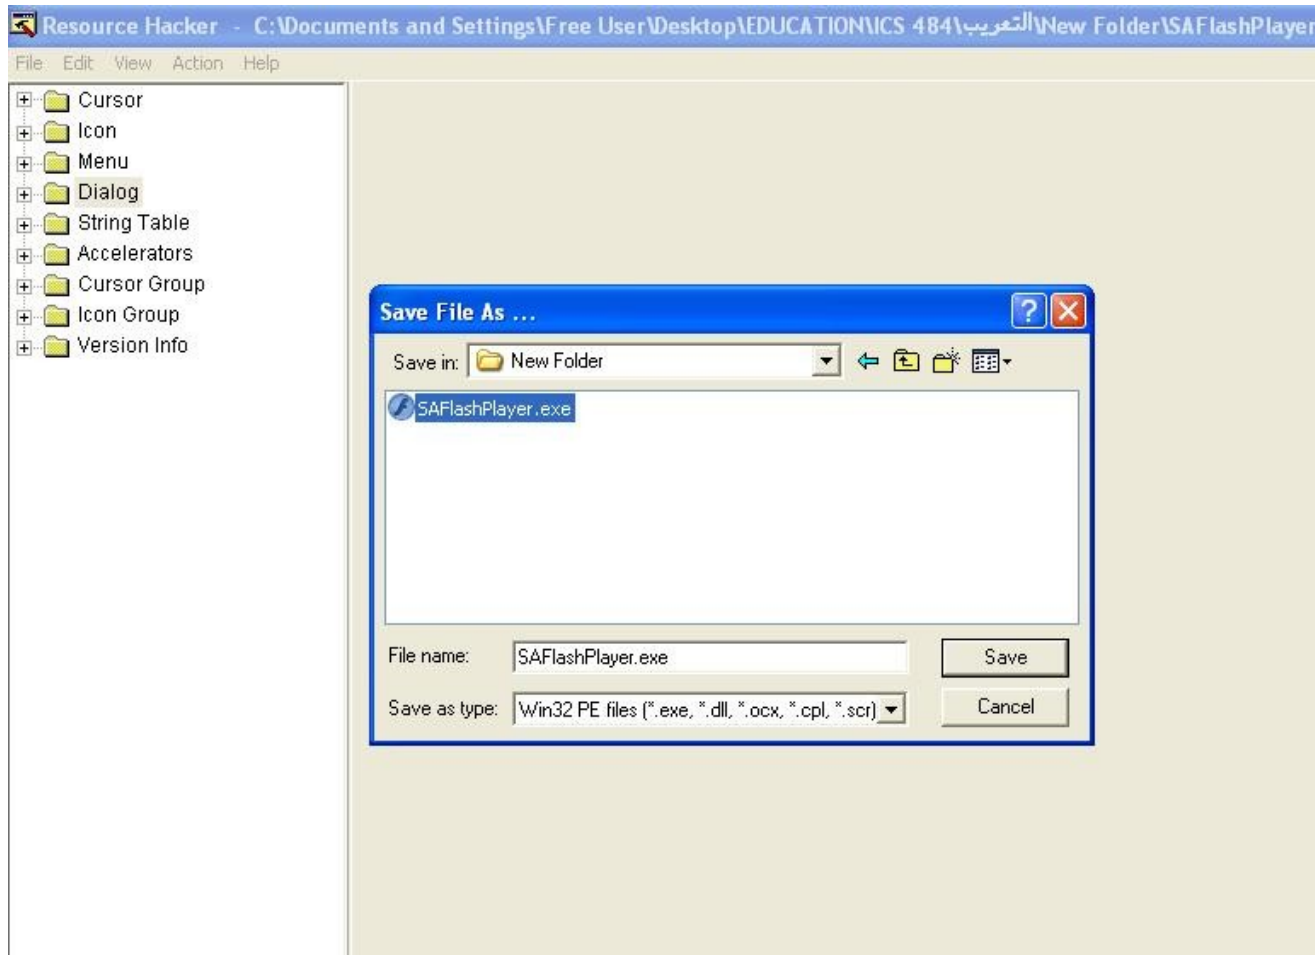 Resource Hacker - C:\Documents and Settings\Free User\Desktop\EDUCATION\ICS 484\التعريب\New Folder\SAFlashPlayer
File Edit View Action Help
Cursor
Icon
Menu
Dialog
String Table
Accelerators
Cursor Group
Icon Group
Version Info
Save File As ...
Save in: New Folder
SAFlashPlayer.exe
File name: SAFlashPlayer.exe Save
Save as type: Win32 PE files (*.exe, *.dll, *.ocx, *.cpl, *.scr) Cancel